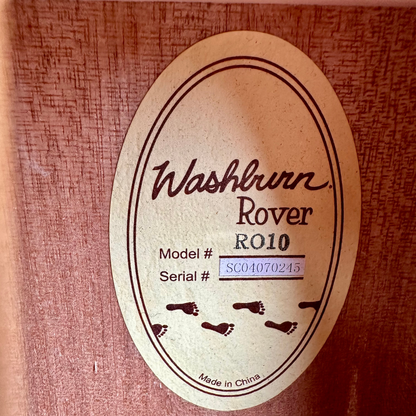 Washburn
Rover
Model # RO10
Serial # SC04070245
Made in China